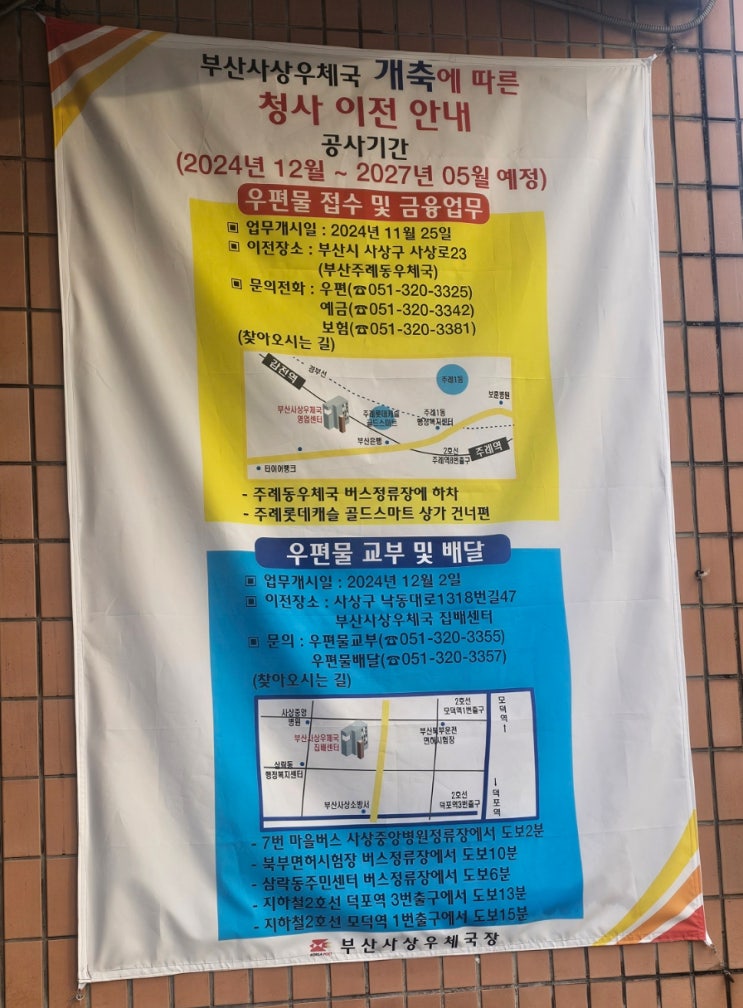 부산사상우체국 개축에 따른
청사 이전 안내
공사기간
(2024년 12월 ~ 2027년 05월 예정)
우편물 접수 및 금융업무
▣ 업무개시일 : 2024년 11월 25일
▣ 이전장소 : 부산시 사상구 사상로23
(부산주례동우체국)
▣ 문의전화 : 우편(☎051-320-3325)
예금(☎051-320-3342)
보험(☎051-320-3381)
(찾아오시는 길)
감전역
경부선
주례1동
보훈병원
부산사상우체국
영업센터
주례롯데캐슬
골드스마트
주례1동
행정복지센터
부산은행
2호선
주례역8번출구
주례역
타이어뱅크
- 주례동우체국 버스정류장에 하차
- 주례롯데캐슬 골드스마트 상가 건너편
우편물 교부 및 배달
▣ 업무개시일 : 2024년 12월 2일
▣ 이전장소 : 사상구 낙동대로1318번길47
부산사상우체국 집배센터
▣ 문의 : 우편물교부(☎051-320-3355)
우편물배달(☎051-320-3357)
(찾아오시는 길)
사상중앙
병원
2호선
모덕역1번출구
모덕역↑
부산사상우체국
집배센터
부산북부운전
면허시험장
삼락동
행정복지센터
2호선
덕포역3번출구
↓덕포역
부산사상소방서
- 7번 마을버스 사상중앙병원정류장에서 도보2분
- 북부면허시험장 버스정류장에서 도보10분
- 삼락동주민센터 버스정류장에서 도보6분
- 지하철2호선 덕포역 3번출구에서 도보13분
- 지하철2호선 모덕역 1번출구에서 도보15분
부산사상우체국장